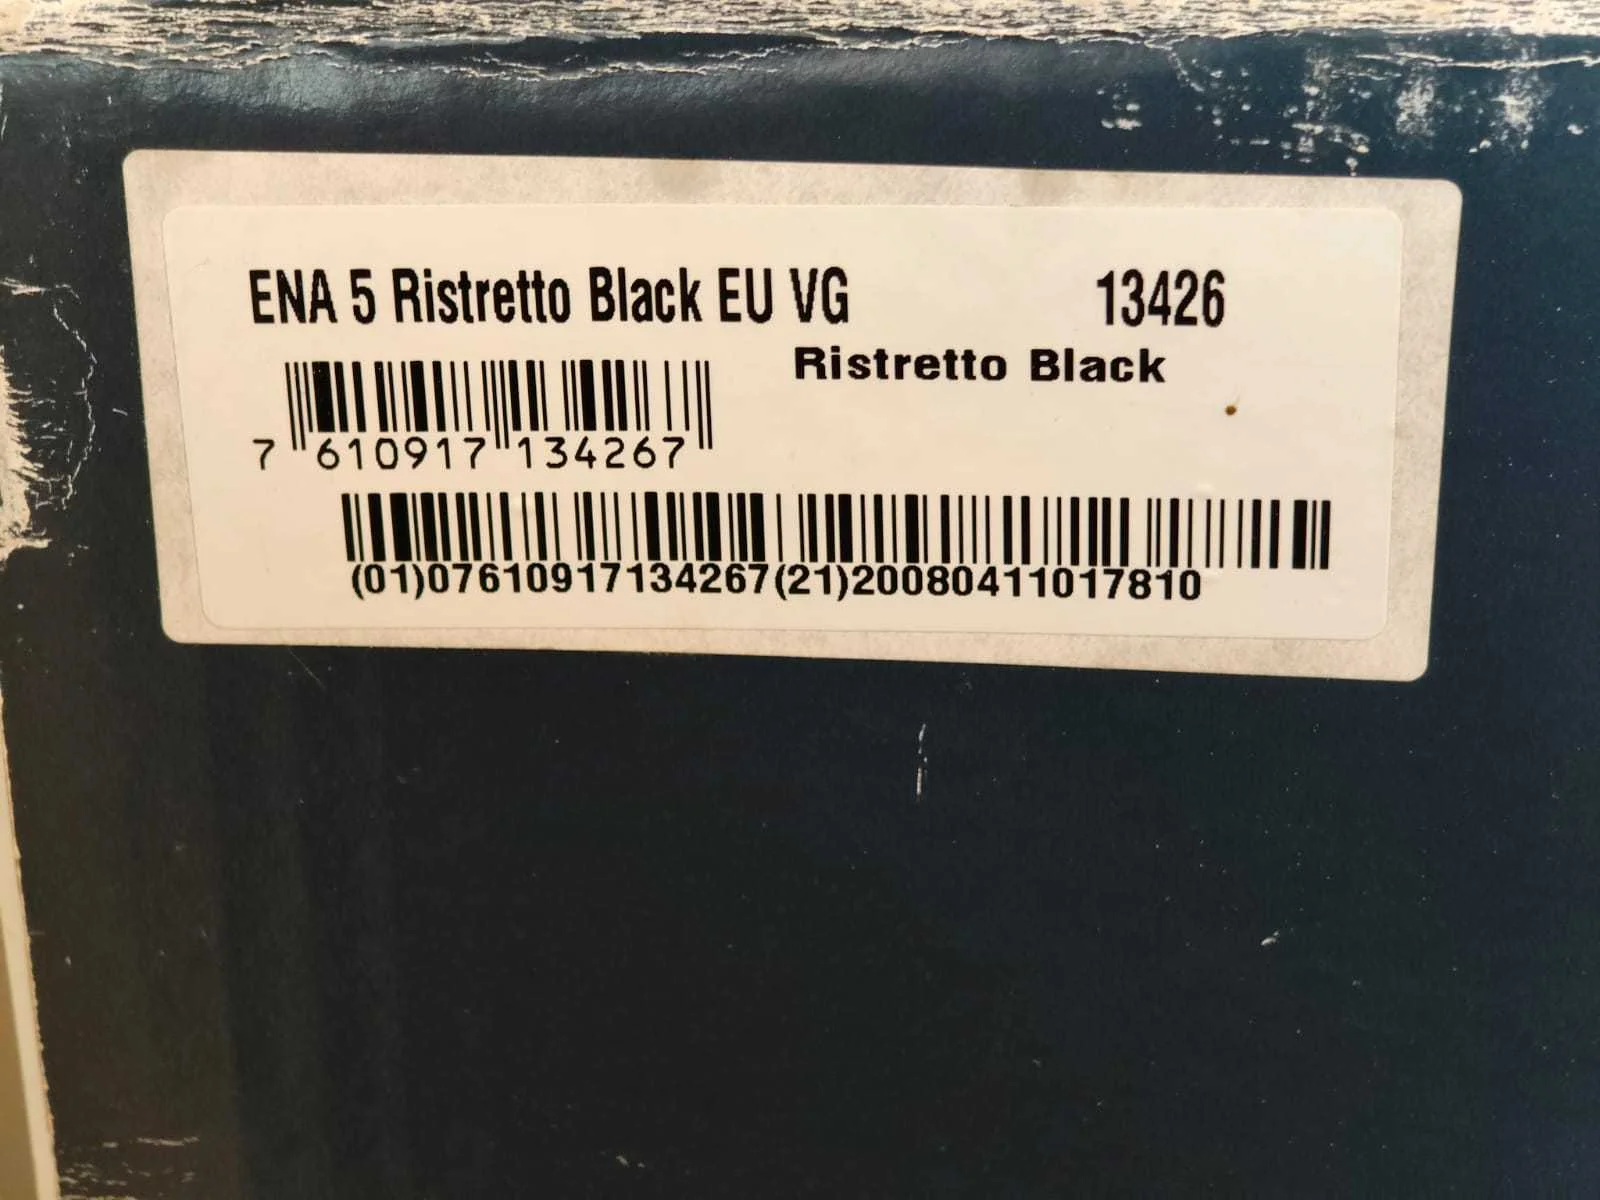 ENA 5 Ristretto Black EU VG 13426
Ristretto Black
7 610917 134267
(01)07610917134267(21)20080411017810